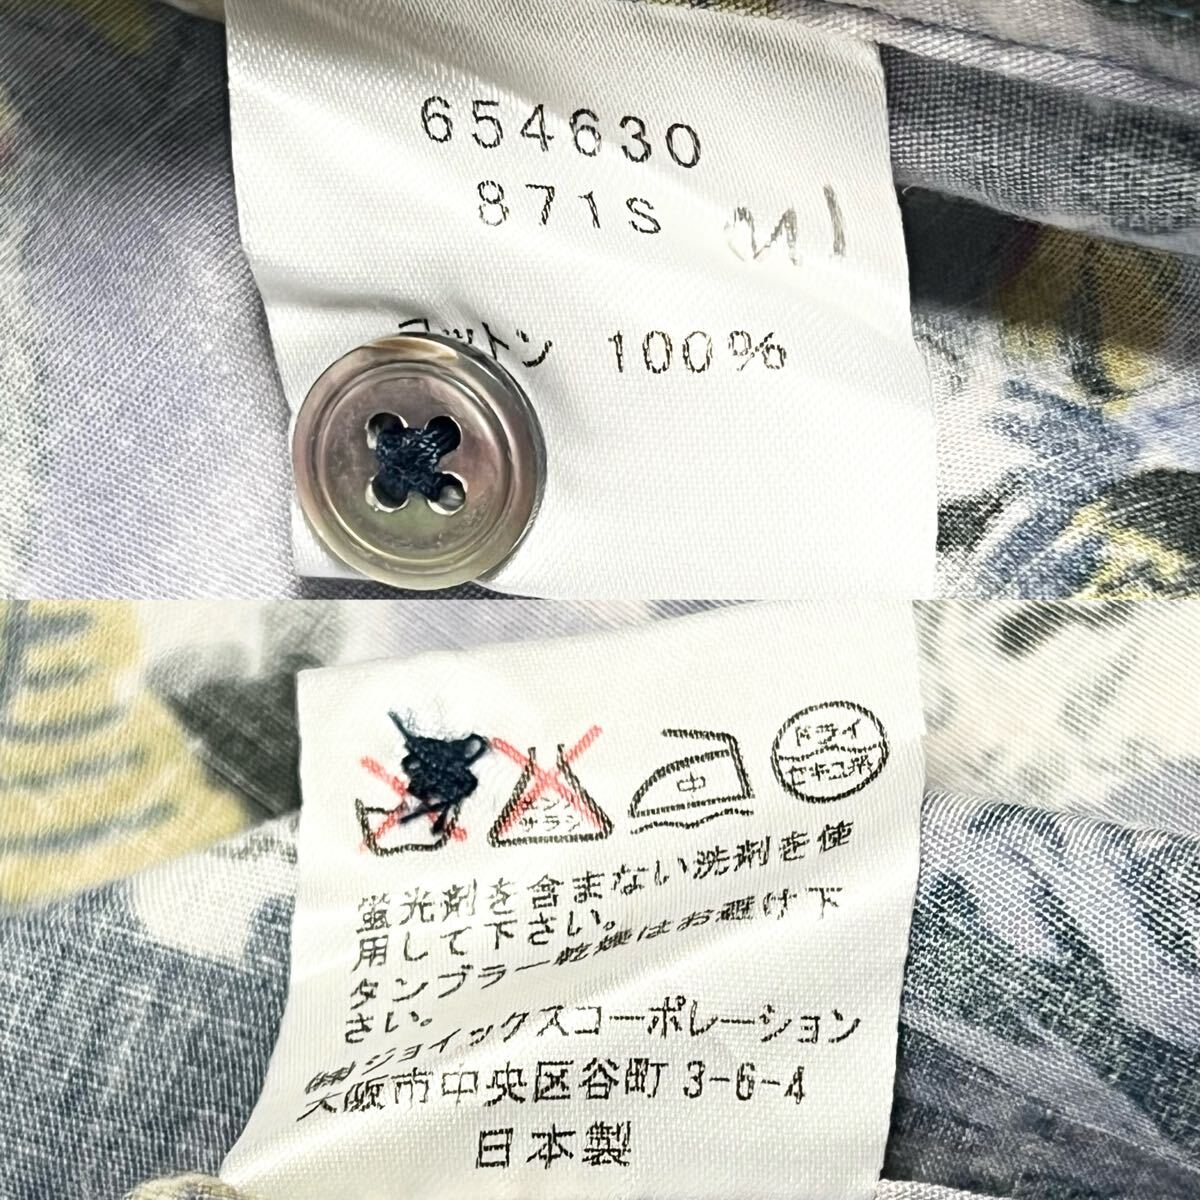 654630
871S
M1
コットン 100%
エンソ
サラシ
中
ドライ
セキユ系
蛍光剤を含まない洗剤を使
用して下さい。
タンブラー乾燥はお避け下
さい。
㈱ジョイックスコーポレーション
大阪市中央区谷町3-6-4
日本製